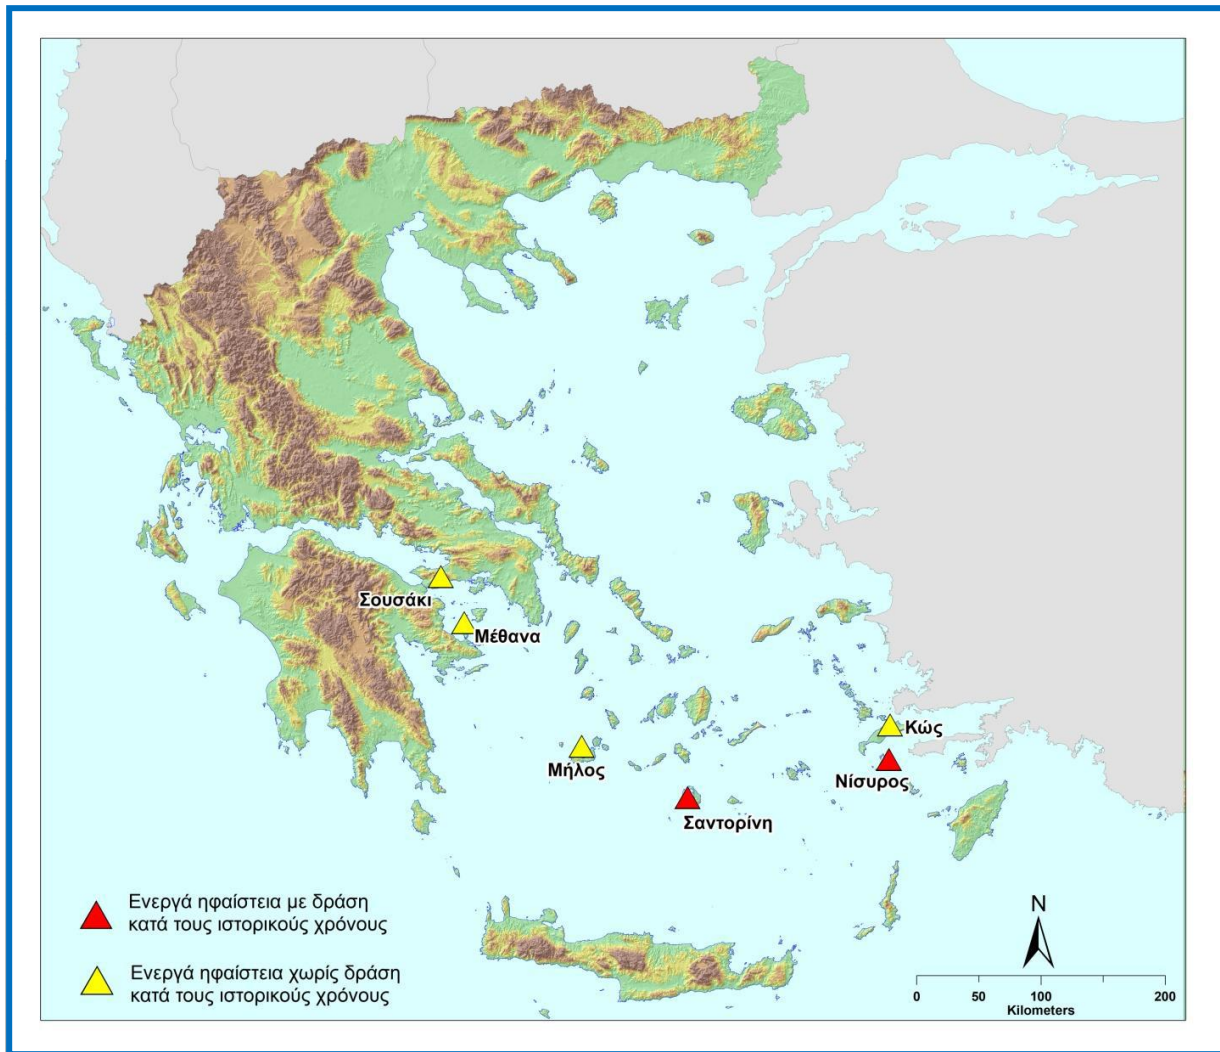 Σουσάκι
Μέθανα
Κώς
Μήλος
Νίσυρος
Σαντορίνη
Ενεργά ηφαίστεια με δράση
κατά τους ιστορικούς χρόνους
Ενεργά ηφαίστεια χωρίς δράση
κατά τους ιστορικούς χρόνους
N
0 50 100 200
Kilometers